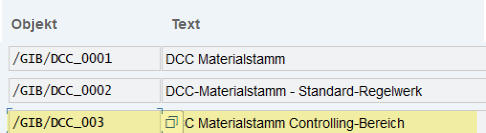 Objekt Text
/GIB/DCC_0001 DCC Materialstamm
/GIB/DCC_0002 DCC-Materialstamm - Standard-Regelwerk
/GIB/DCC_003 C Materialstamm Controlling-Bereich